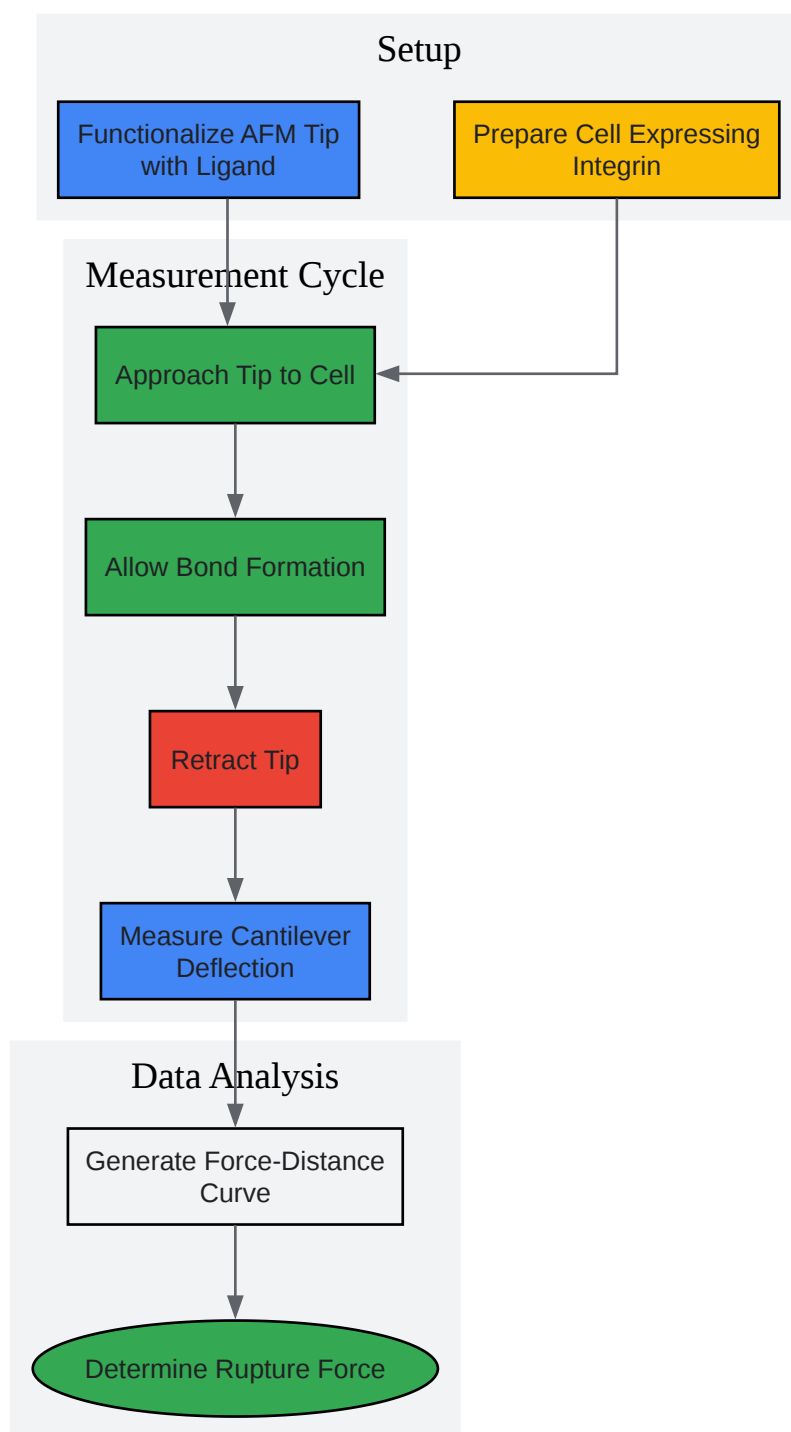 Setup
Functionalize AFM Tip
with Ligand
Prepare Cell Expressing
Integrin
Measurement Cycle
Approach Tip to Cell
Allow Bond Formation
Retract Tip
Measure Cantilever
Deflection
Data Analysis
Generate Force-Distance
Curve
Determine Rupture Force